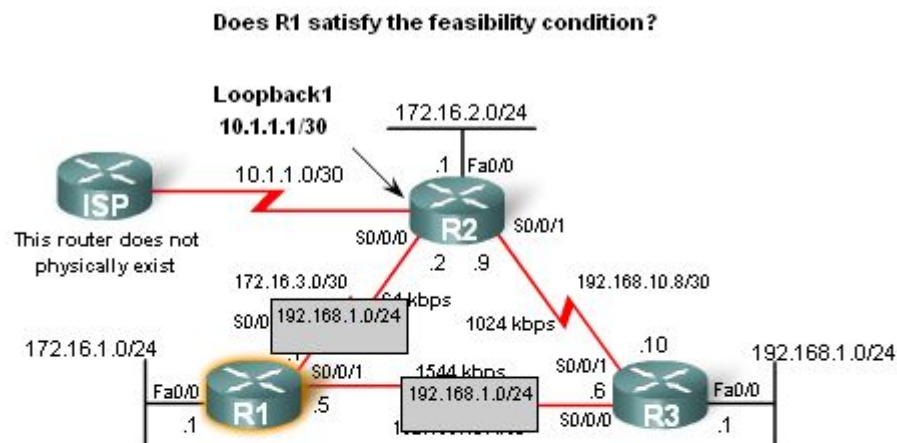 Does R1 satisfy the feasibility condition?
Loopback1
10.1.1.1/30
172.16.2.0/24
.1 Fa0/0
10.1.1.0/30
ISP
R2
This router does not
physically exist
S0/0/0
S0/0/1
.2 .9
172.16.3.0/30
192.168.10.8/30
kbps
192.168.1.0/24
1024 kbps
172.16.1.0/24
.10
192.168.1.0/24
S0/0/1
1544 kbps
S0/0/1
Fa0/0
R1
.5
192.168.1.0/24
.6
R3
Fa0/0
.1
S0/0/0
.1